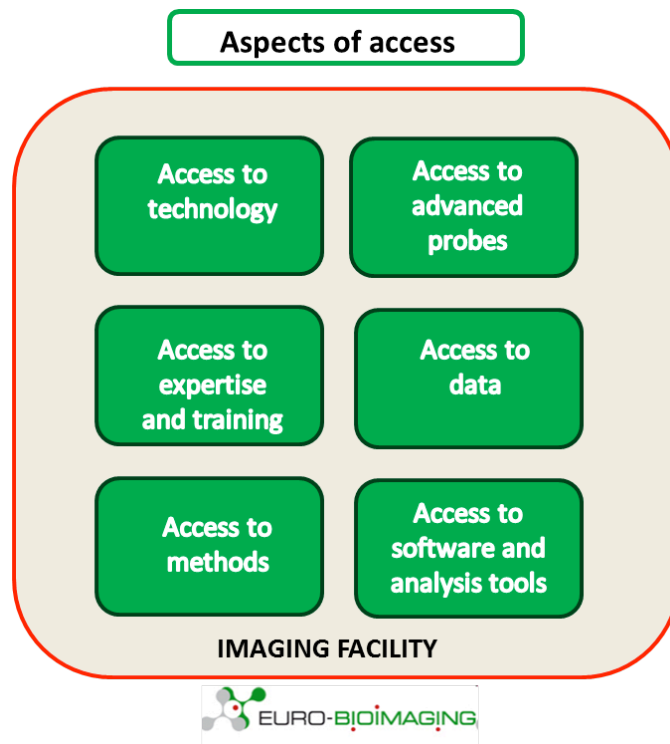 Aspects of access
Access to
technology
Access to
advanced
probes
Access to
expertise
and training
Access to
data
Access to
methods
Access to
software and
analysis tools
IMAGING FACILITY
EURO-BIOIMAGING